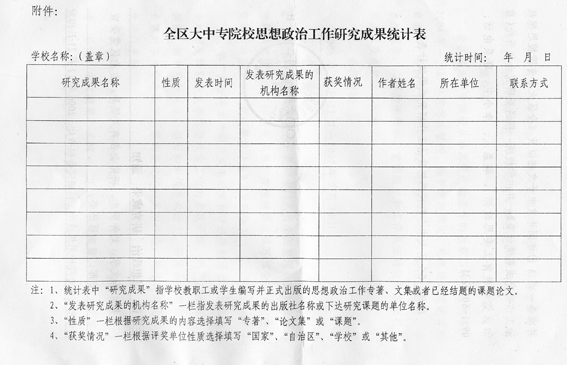 附件：
全区大中专院校思想政治工作研究成果统计表
学校名称：（盖章） 统计时间： 年 月 日
研究成果名称 性质 发表时间 发表研究成果的机构名称 获奖情况 作者姓名 所在单位 联系方式
注：1、统计表中“研究成果”指学校教职工或学生编写并正式出版的思想政治工作专著、文集或者已经结题的课题论文。
2、“发表研究成果的机构名称”一栏指发表研究成果的出版社名称或下达研究课题的单位名称。
3、“性质”一栏根据研究成果的内容选择填写“专著”、“论文集”或“课题”。
4、“获奖情况”一栏根据评奖单位性质选择填写“国家”、“自治区”、“学校”或“其他”。